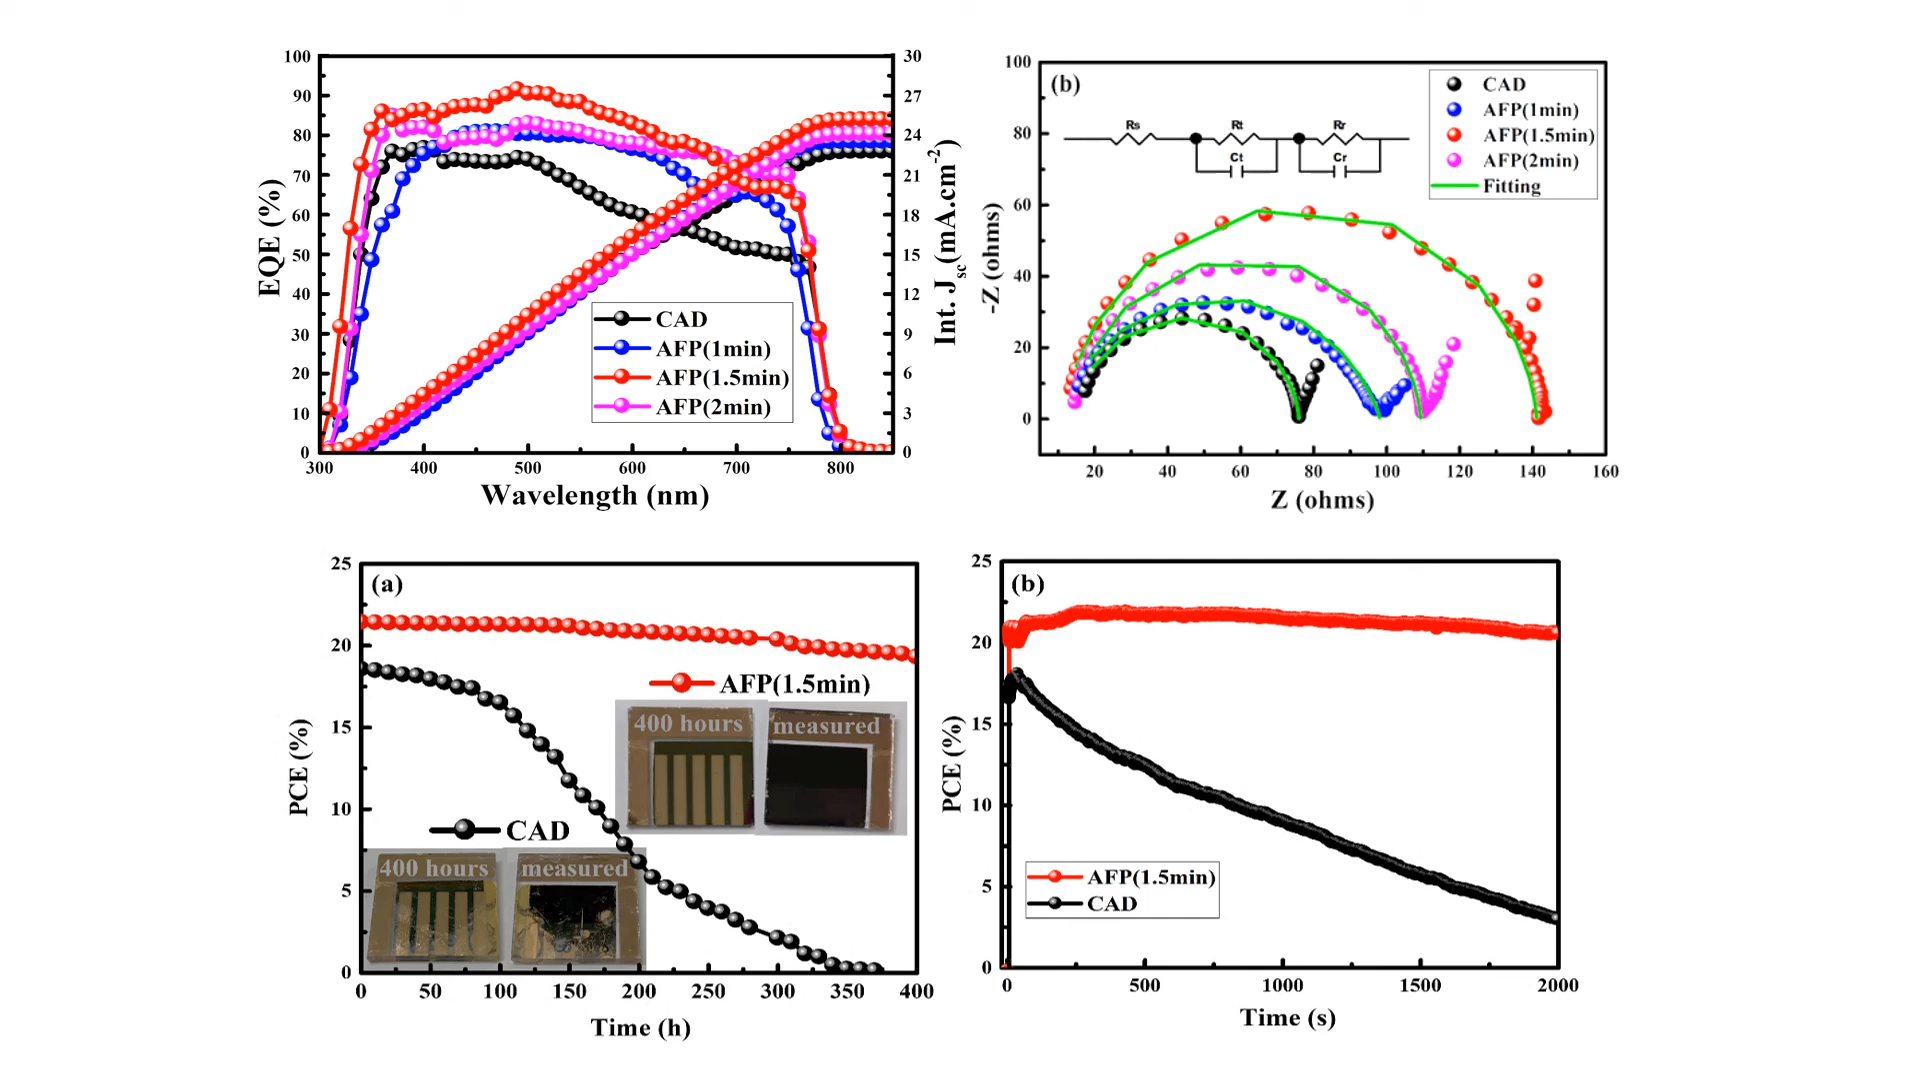 100
90
80
70
60
50
40
30
20
10
0
EQE (%)
30
27
24
21
18
15
12
9
6
3
0
Int. Jsc(mA.cm-2)
CAD
AFP(1min)
AFP(1.5min)
AFP(2min)
300 400 500 600 700 800
Wavelength (nm)
(b)
100
80
60
40
20
0
-Z (ohms)
Rs Rt Rr
Ct Cr
CAD
AFP(1min)
AFP(1.5min)
AFP(2min)
Fitting
20 40 60 80 100 120 140 160
Z (ohms)
(a)
25
20
15
10
5
0
PCE (%)
AFP(1.5min)
400 hours measured
CAD
400 hours measured
0 50 100 150 200 250 300 350 400
Time (h)
(b)
25
20
15
10
5
0
PCE (%)
AFP(1.5min)
CAD
0 500 1000 1500 2000
Time (s)